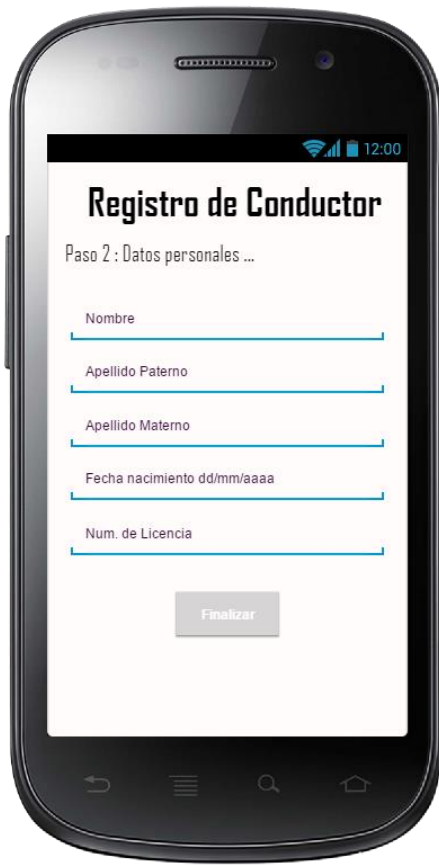 12:00
Registro de Conductor
Paso 2 : Datos personales ...
Nombre
Apellido Paterno
Apellido Materno
Fecha nacimiento dd/mm/aaaa
Num. de Licencia
Finalizar